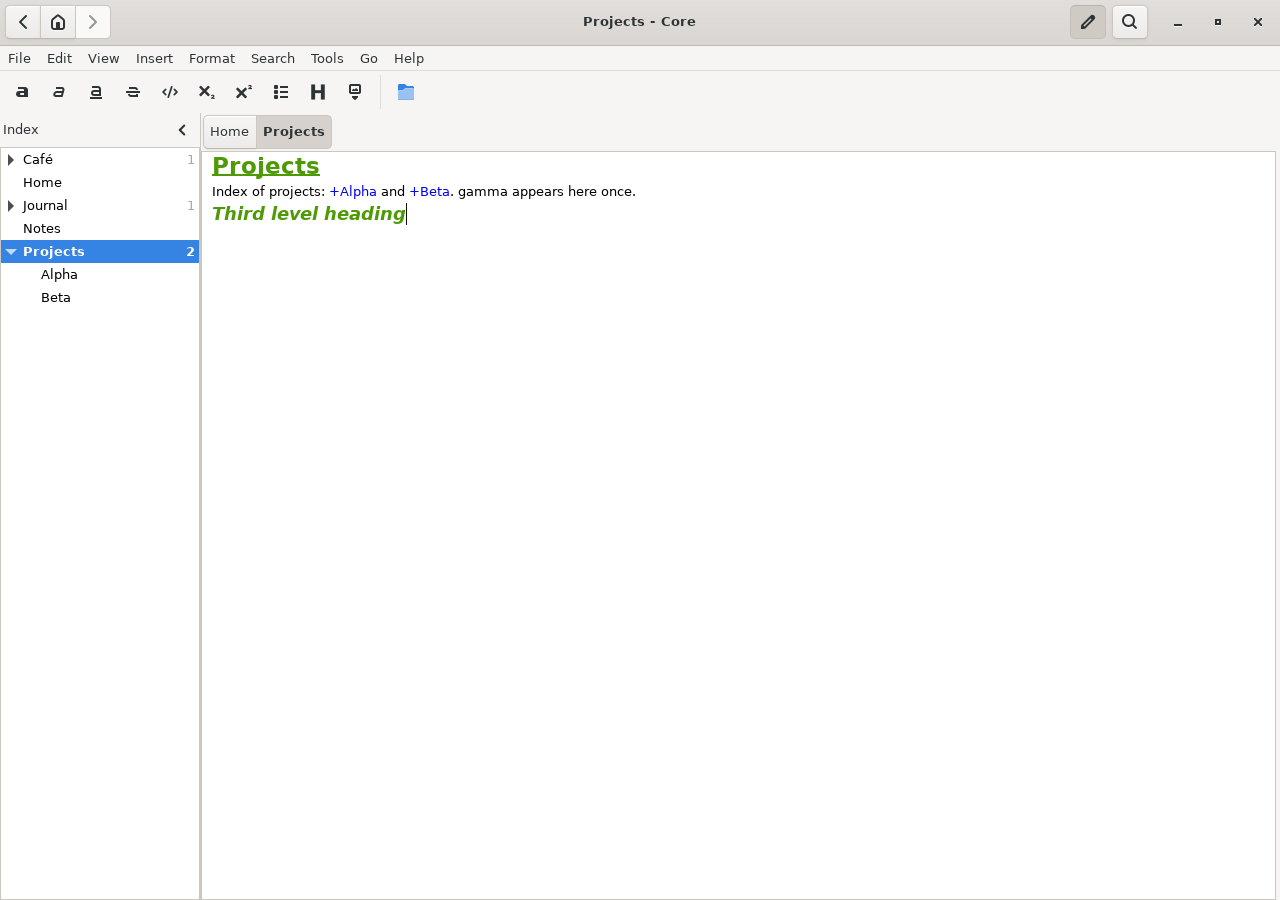 Projects - Core
File Edit View Insert Format Search Tools Go Help
Index
Home Projects
Café 1
Home
Journal 1
Notes
Projects 2
Alpha
Beta
Projects
Index of projects: +Alpha and +Beta. gamma appears here once.
Third level heading